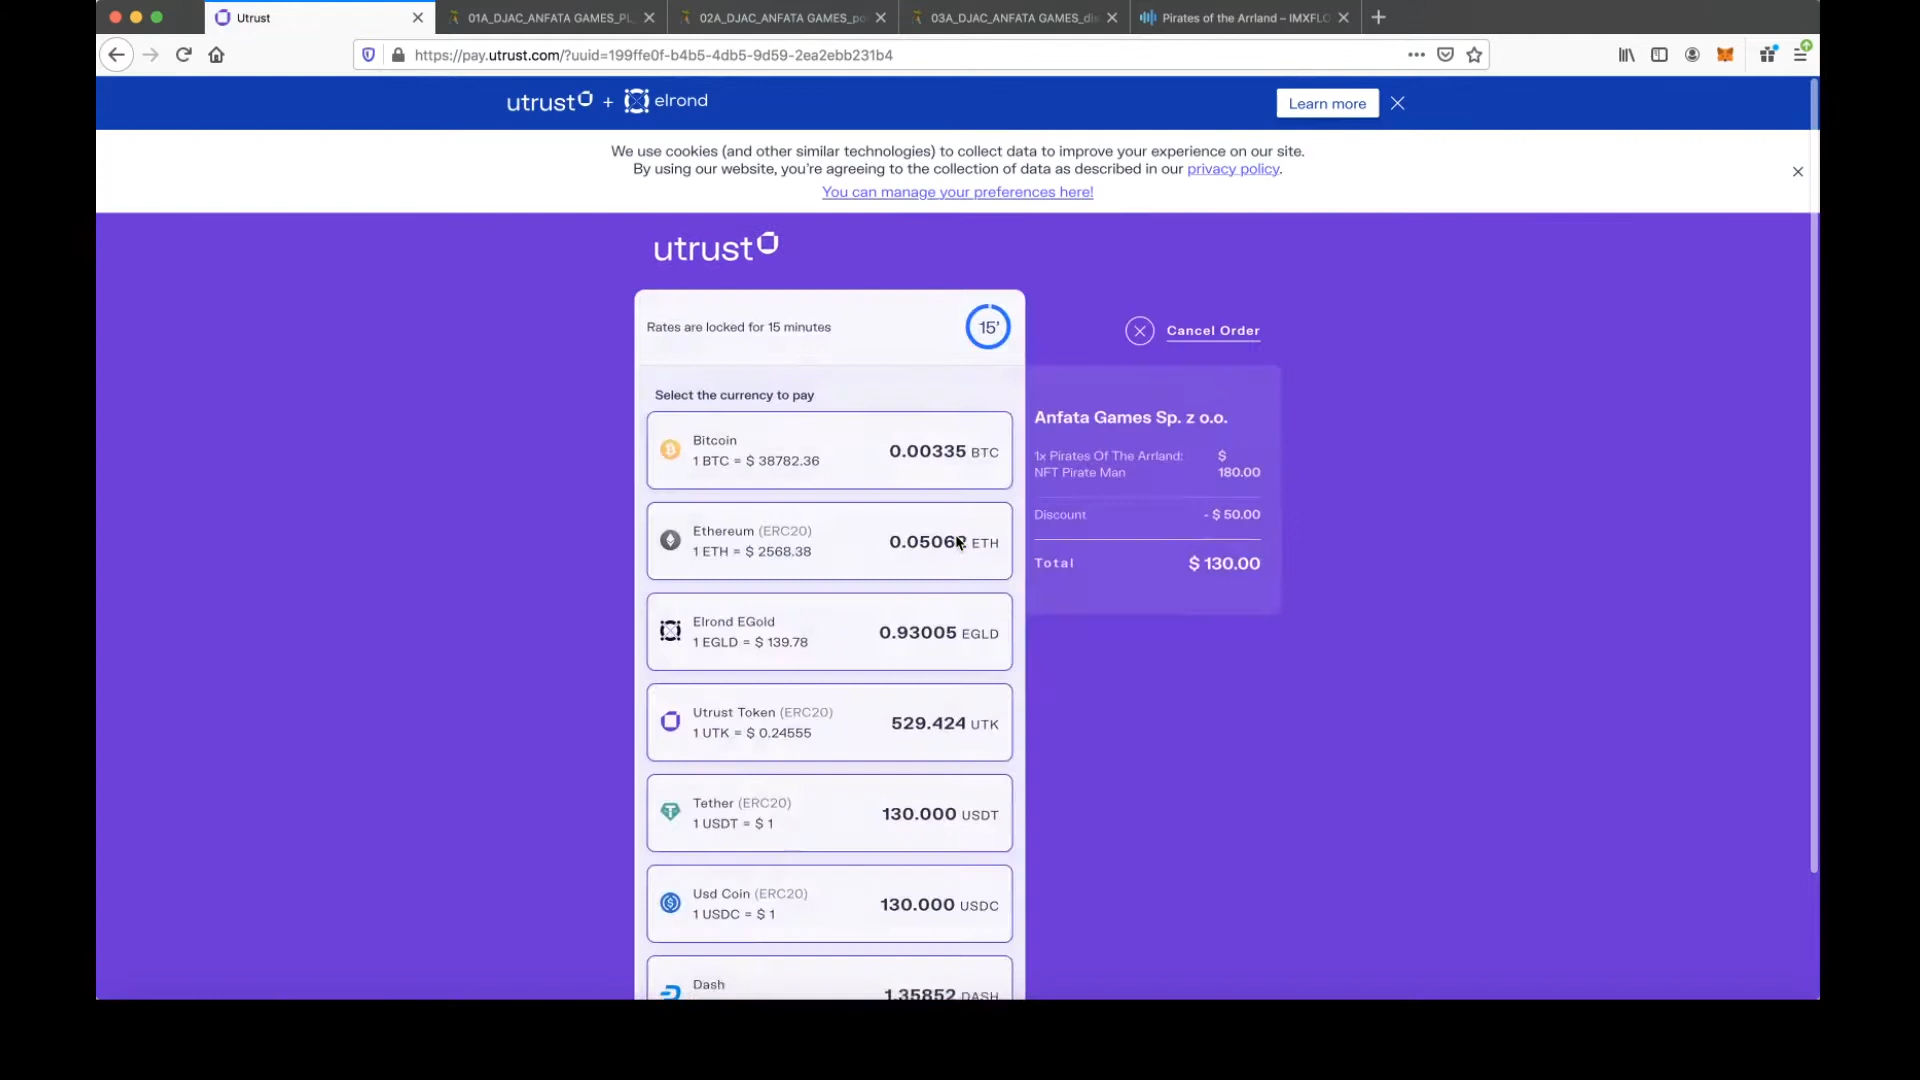 Utrust
01A_DJAC_ANFATA GAMES_PL
02A_DJAC_ANFATA GAMES_po
03A_DJAC_ANFATA GAMES_di
Pirates of the Arrland – IMXFLO
https://pay.utrust.com/?uuid=199ffe0f-b4b5-4db5-9d59-2ea2ebb231b4
utrust + elrond
Learn more
We use cookies (and other similar technologies) to collect data to improve your experience on our site.
By using our website, you're agreeing to the collection of data as described in our privacy policy.
You can manage your preferences here!
utrust
Rates are locked for 15 minutes
15'
Cancel Order
Select the currency to pay
Bitcoin
1 BTC = $ 38782.36
0.00335 BTC
Ethereum (ERC20)
1 ETH = $ 2568.38
ETH
Elrond EGold
1 EGLD = $ 139.78
0.93005 EGLD
Utrust Token (ERC20)
1 UTK = $ 0.24555
529.424 UTK
Tether (ERC20)
1 USDT = $ 1
130.000 USDT
Usd Coin (ERC20)
1 USDC = $ 1
130.000 USDC
Dash
1.35852 DASH
Anfata Games Sp. z o.o.
1x Pirates Of The Arrland: $
NFT Pirate Man 180.00
Discount - $ 50.00
Total $ 130.00